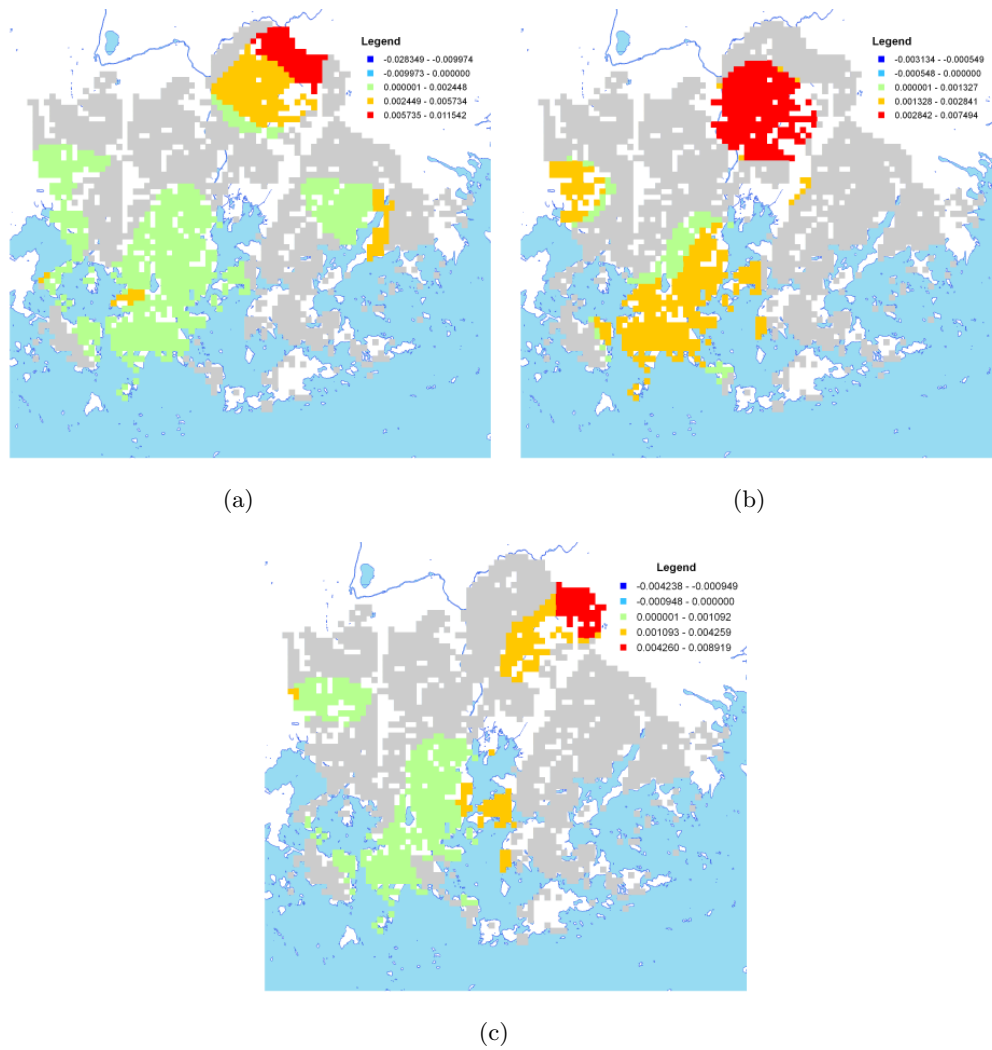 Legend
-0.028349 - -0.009974
-0.009973 - 0.000000
0.000001 - 0.002448
0.002449 - 0.005734
0.005735 - 0.011542
Legend
-0.003134 - -0.000549
-0.000548 - 0.000000
0.000001 - 0.001327
0.001328 - 0.002841
0.002842 - 0.007494
(a)
(b)
Legend
-0.004238 - -0.000949
-0.000948 - 0.000000
0.000001 - 0.001092
0.001093 - 0.004259
0.004260 - 0.008919
(c)